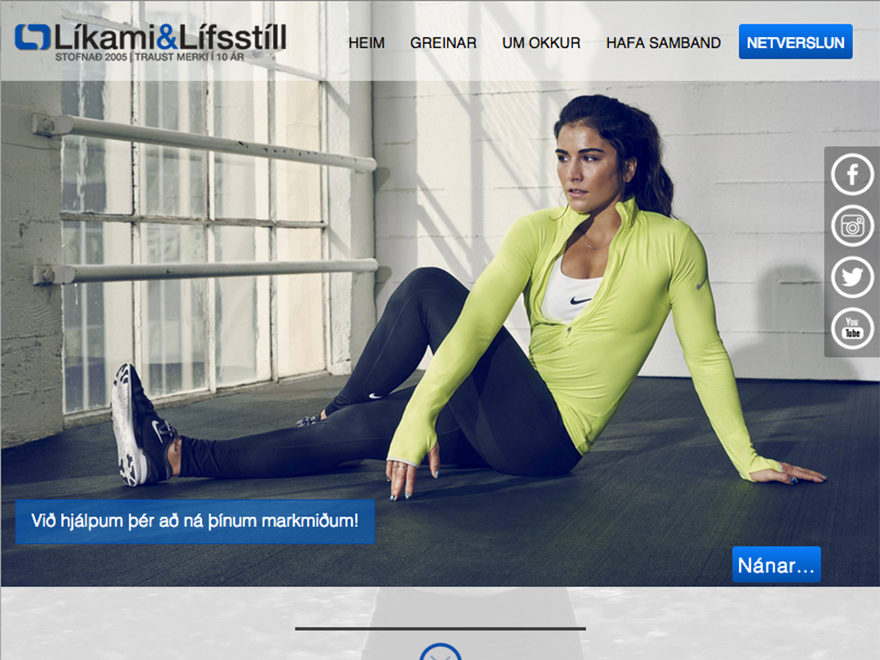 Líkami&Lífsstíll
STOFNAÐ 2005 | TRAUST MERKI Í 10 ÁR
HEIM
GREINAR
UM OKKUR
HAFA SAMBAND
NETVERSLUN
You
Tube
Við hjálpum þér að ná þínum markmiðum!
Nánar...